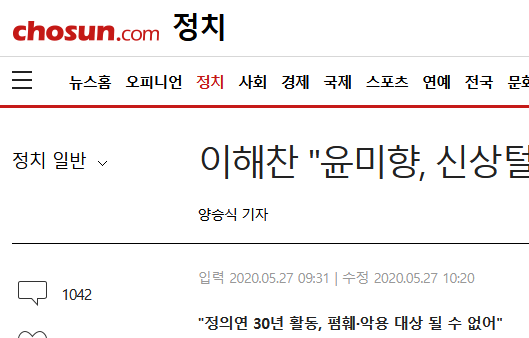 chosun.com 정치
뉴스홈 오피니언 정치 사회 경제 국제 스포츠 연예 전국
정치 일반
이해찬 "윤미향, 신상털
양승식 기자
입력 2020.05.27 09:31 | 수정 2020.05.27 10:20
1042
"정의연 30년 활동, 폄훼·악용 대상 될 수 없어"